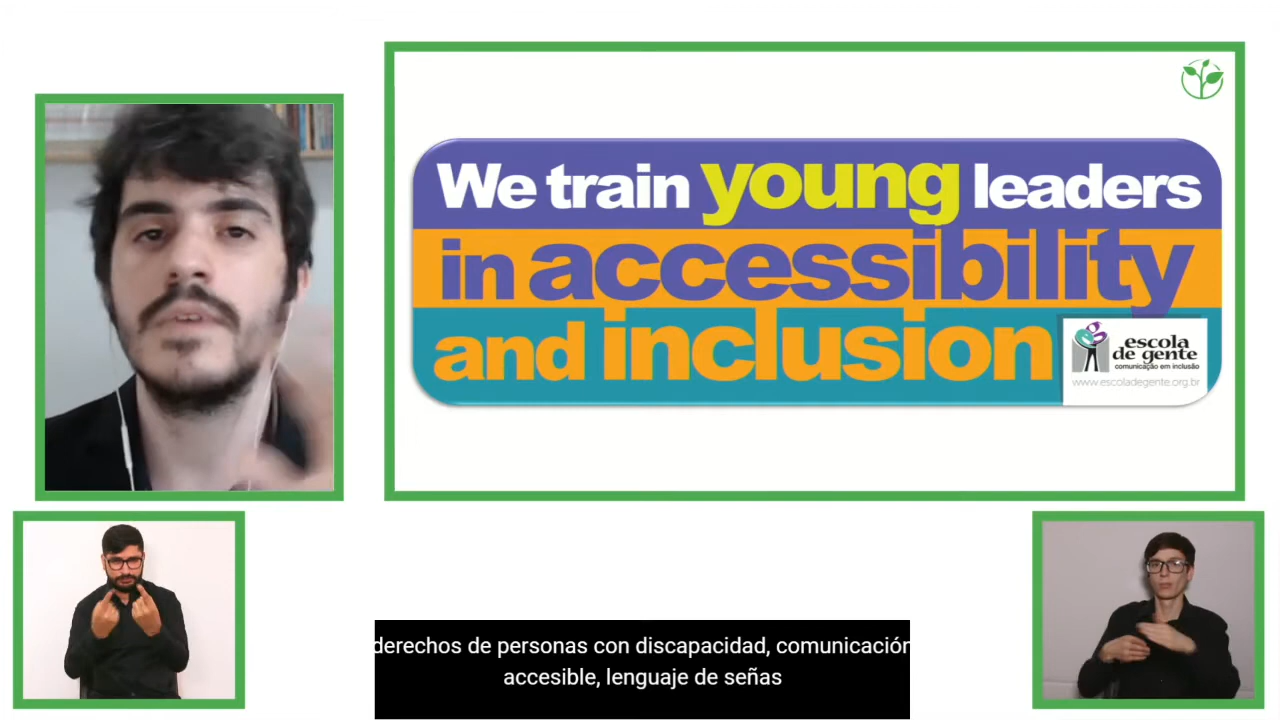 We train young leaders
in accessibility
and inclusion
escola
de gente
comunicação em inclusão
www.escoladegente.org.br
derechos de personas con discapacidad, comunicación
accesible, lenguaje de señas